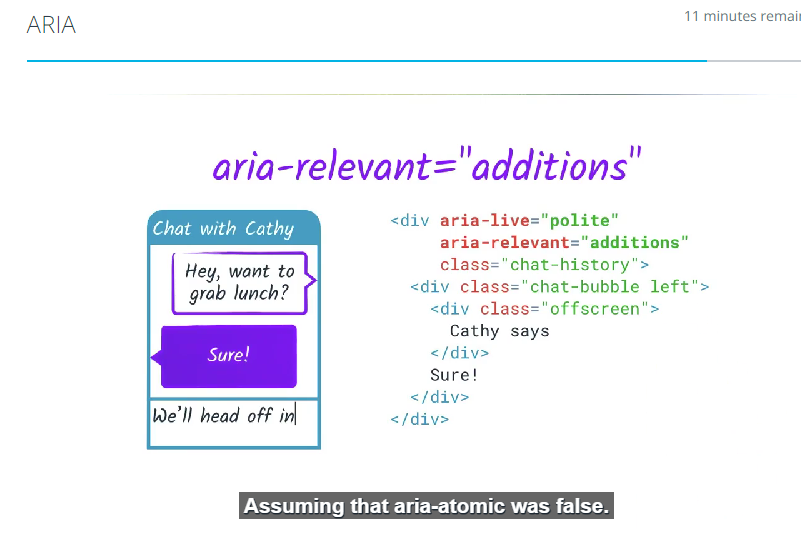 ARIA
11 minutes remai
aria-relevant="additions"
Chat with Cathy
Hey, want to
grab lunch?
Sure!
We'll head off in
<div aria-live="polite"
aria-relevant="additions"
class="chat-history">
<div class="chat-bubble left">
<div class="offscreen">
Cathy says
</div>
Sure!
</div>
</div>
Assuming that aria-atomic was false.